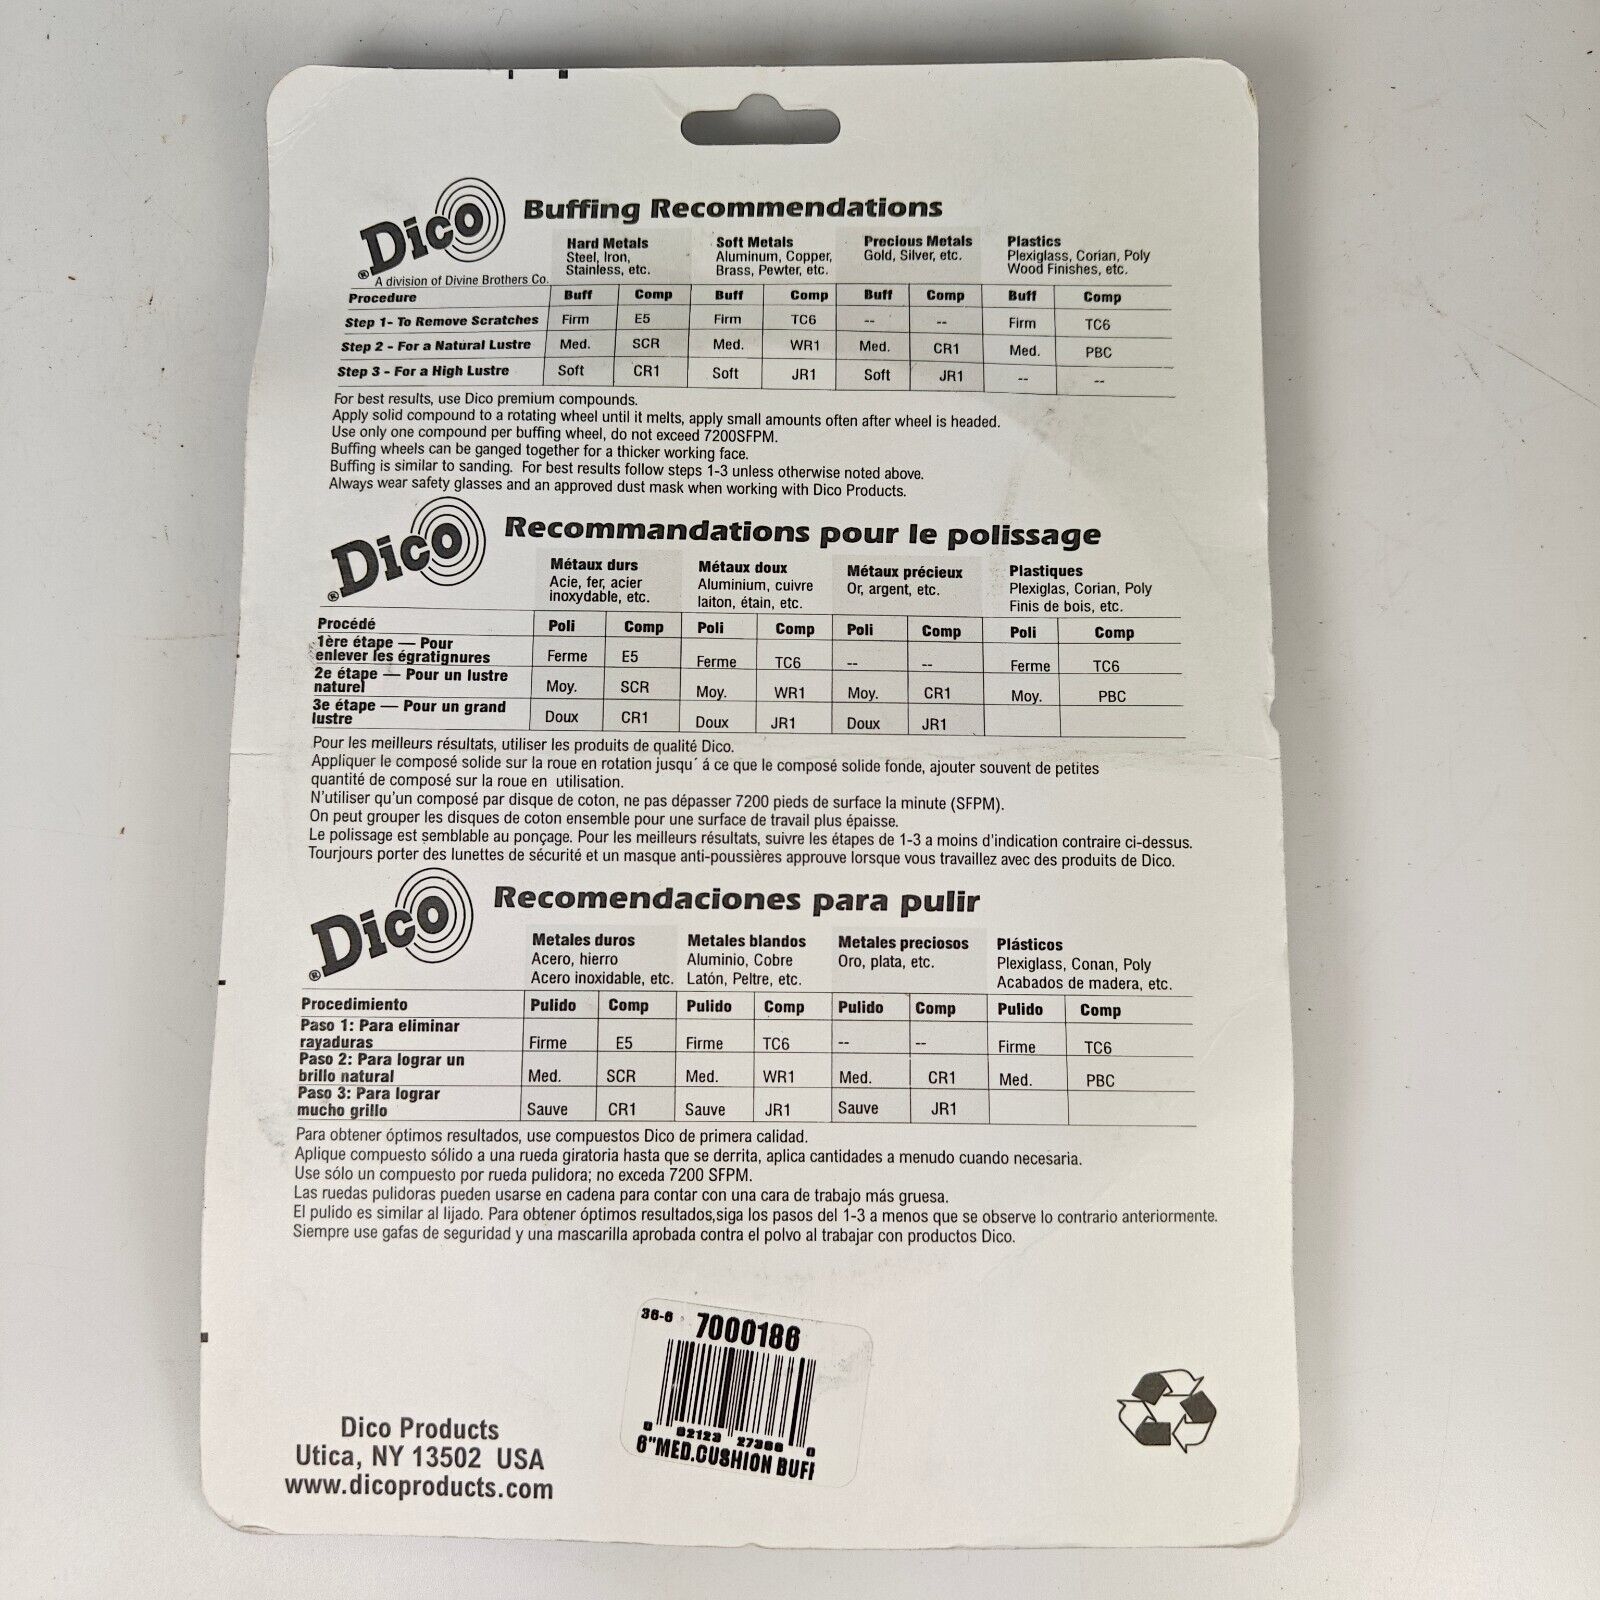 Dico
®
A division of Divine Brothers Co.
Buffing Recommendations
Hard Metals
Steel, Iron,
Stainless, etc.
Soft Metals
Aluminum, Copper,
Brass, Pewter, etc.
Precious Metals
Gold, Silver, etc.
Plastics
Plexiglass, Corian, Poly
Wood Finishes, etc.
Procedure Buff Comp Buff Comp Buff Comp Buff Comp
Step 1- To Remove Scratches Firm E5 Firm TC6 -- -- Firm TC6
Step 2 - For a Natural Lustre Med. SCR Med. WR1 Med. CR1 Med. PBC
Step 3 - For a High Lustre Soft CR1 Soft JR1 Soft JR1 -- --
For best results, use Dico premium compounds.
Apply solid compound to a rotating wheel until it melts, apply small amounts often after wheel is headed.
Use only one compound per buffing wheel, do not exceed 7200SFPM.
Buffing wheels can be ganged together for a thicker working face.
Buffing is similar to sanding. For best results follow steps 1-3 unless otherwise noted above.
Always wear safety glasses and an approved dust mask when working with Dico Products.
Dico
®
Recommandations pour le polissage
Métaux durs
Acie, fer, acier
inoxydable, etc.
Métaux doux
Aluminium, cuivre
laiton, étain, etc.
Métaux précieux
Or, argent, etc.
Plastiques
Plexiglas, Corian, Poly
Finis de bois, etc.
Procédé Poli Comp Poli Comp Poli Comp Poli Comp
1ère étape — Pour
enlever les égratignures Ferme E5 Ferme TC6 -- -- Ferme TC6
2e étape — Pour un lustre
naturel Moy. SCR Moy. WR1 Moy. CR1 Moy. PBC
3e étape — Pour un grand
lustre Doux CR1 Doux JR1 Doux JR1
Pour les meilleurs résultats, utiliser les produits de qualité Dico.
Appliquer le composé solide sur la roue en rotation jusqu´ á ce que le composé solide fonde, ajouter souvent de petites
quantité de composé sur la roue en utilisation.
N'utiliser qu'un composé par disque de coton, ne pas dépasser 7200 pieds de surface la minute (SFPM).
On peut grouper les disques de coton ensemble pour une surface de travail plus épaisse.
Le polissage est semblable au ponçage. Pour les meilleurs résultats, suivre les étapes de 1-3 a moins d'indication contraire ci-dessus.
Tourjours porter des lunettes de sécurité et un masque anti-poussières approuve lorsque vous travaillez avec des produits de Dico.
Dico
®
Recomendaciones para pulir
Metales duros
Acero, hierro
Acero inoxidable, etc.
Metales blandos
Aluminio, Cobre
Latón, Peltre, etc.
Metales preciosos
Oro, plata, etc.
Plásticos
Plexiglass, Conan, Poly
Acabados de madera, etc.
Procedimiento Pulido Comp Pulido Comp Pulido Comp Pulido Comp
Paso 1: Para eliminar
rayaduras Firme E5 Firme TC6 -- -- Firme TC6
Paso 2: Para lograr un
brillo natural Med. SCR Med. WR1 Med. CR1 Med. PBC
Paso 3: Para lograr
mucho grillo Sauve CR1 Sauve JR1 Sauve JR1
Para obtener óptimos resultados, use compuestos Dico de primera calidad.
Aplique compuesto sólido a una rueda giratoria hasta que se derrita, aplica cantidades a menudo cuando necesaria.
Use sólo un compuesto por rueda pulidora; no exceda 7200 SFPM.
Las ruedas pulidoras pueden usarse en cadena para contar con una cara de trabajo más gruesa.
El pulido es similar al lijado. Para obtener óptimos resultados,siga los pasos del 1-3 a menos que se observe lo contrario anteriormente.
Siempre use gafas de seguridad y una mascarilla aprobada contra el polvo al trabajar con productos Dico.
36-6 7000186
0 82123 27366 0
6"MED.CUSHION BUFF
Dico Products
Utica, NY 13502 USA
www.dicoproducts.com